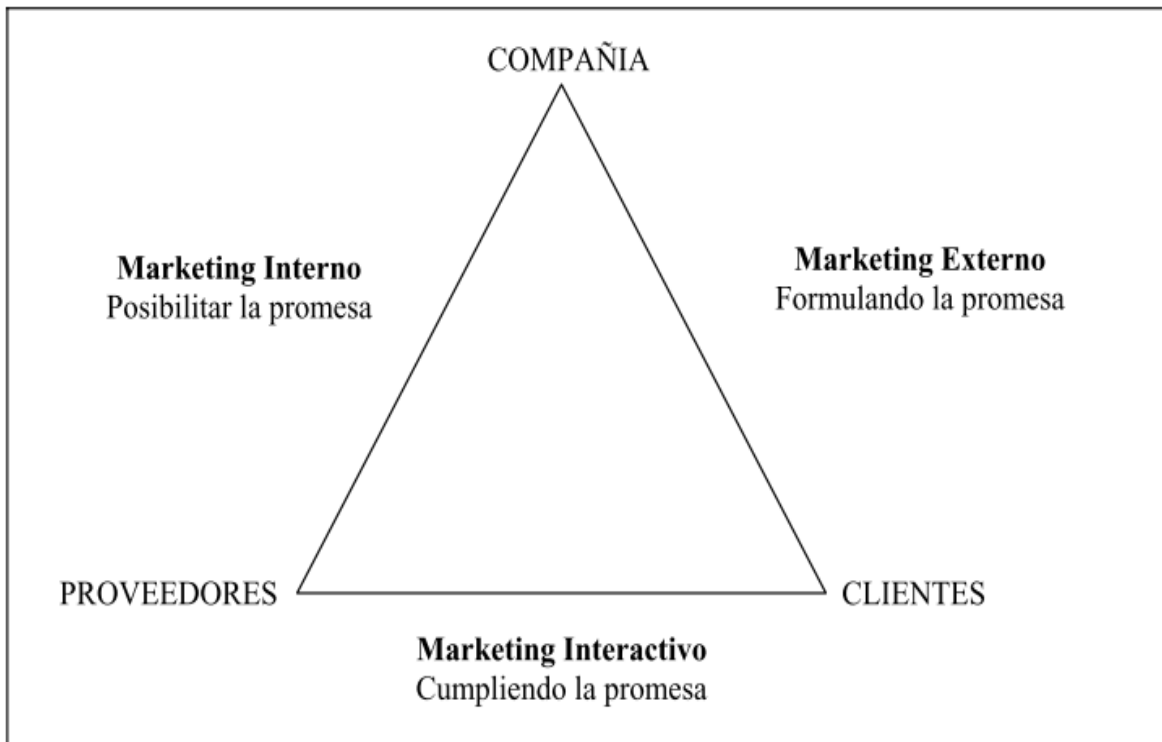 COMPAÑIA
Marketing Interno
Posibilitar la promesa
Marketing Externo
Formulando la promesa
PROVEEDORES
CLIENTES
Marketing Interactivo
Cumpliendo la promesa